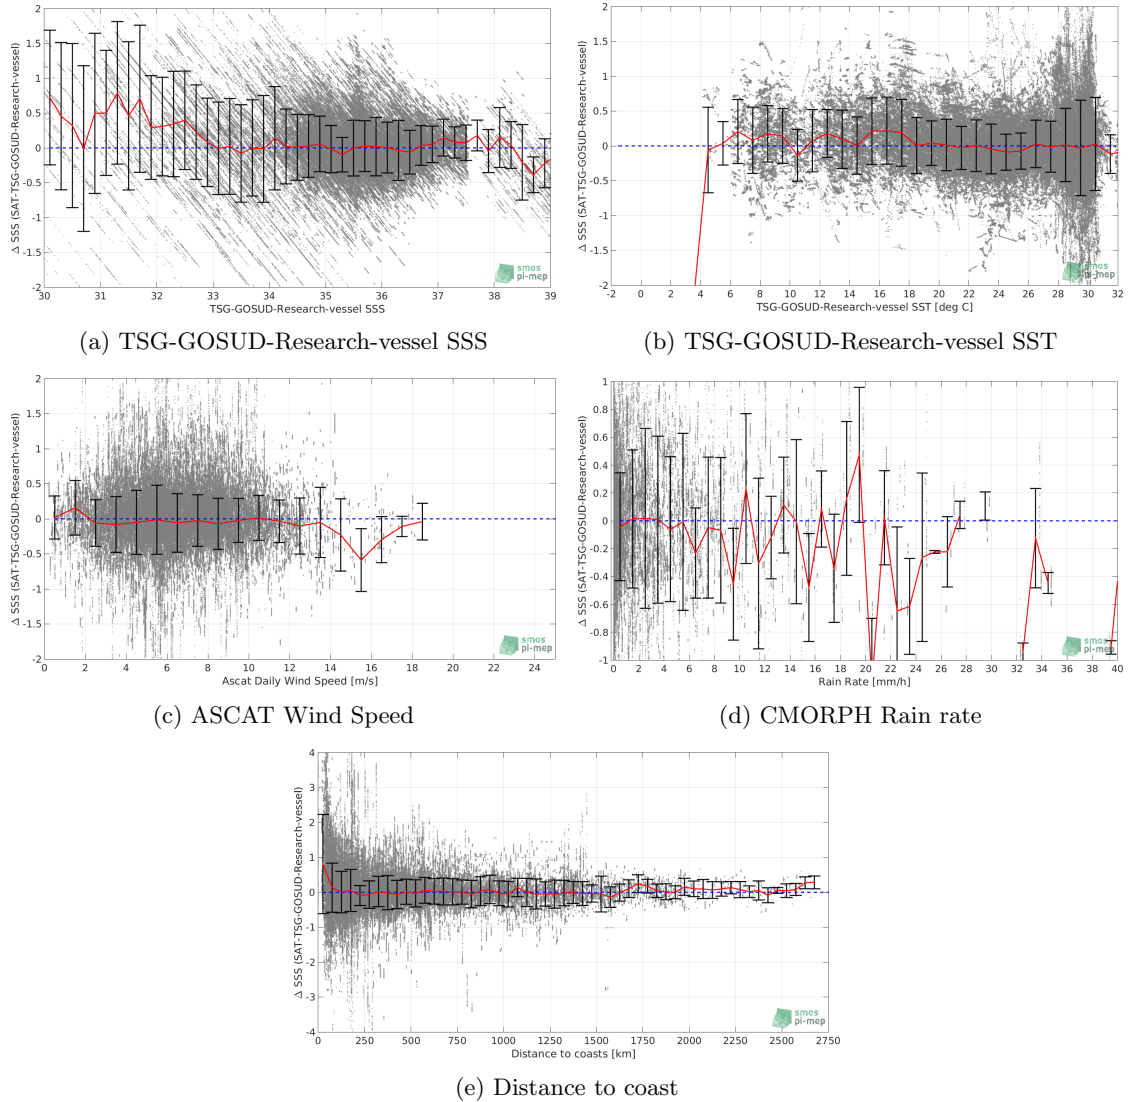 2
1.5
1
0.5
0
-0.5
-1
-1.5
-2
Δ SSS (SAT-TSG-GOSUD-Research-vessel)
30 31 32 33 34 35 36 37 38 39
TSG-GOSUD-Research-vessel SSS
smos
pi-mep
(a) TSG-GOSUD-Research-vessel SSS
2
1.5
1
0.5
0
-0.5
-1
-1.5
-2
Δ SSS (SAT-TSG-GOSUD-Research-vessel)
-2 0 2 4 6 8 10 12 14 16 18 20 22 24 26 28 30 32
TSG-GOSUD-Research-vessel SST [deg C]
smos
pi-mep
(b) TSG-GOSUD-Research-vessel SST
2
1.5
1
0.5
0
-0.5
-1
-1.5
-2
Δ SSS (SAT-TSG-GOSUD-Research-vessel)
0 2 4 6 8 10 12 14 16 18 20 22 24
Ascat Daily Wind Speed [m/s]
smos
pi-mep
(c) ASCAT Wind Speed
1
0.8
0.6
0.4
0.2
0
-0.2
-0.4
-0.6
-0.8
-1
Δ SSS (SAT-TSG-GOSUD-Research-vessel)
0 2 4 6 8 10 12 14 16 18 20 22 24 26 28 30 32 34 36 38 40
Rain Rate [mm/h]
smos
pi-mep
(d) CMORPH Rain rate
4
3
2
1
0
-1
-2
-3
-4
Δ SSS (SAT-TSG-GOSUD-Research-vessel)
0 250 500 750 1000 1250 1500 1750 2000 2250 2500 2750
Distance to coasts [km]
smos
pi-mep
(e) Distance to coast